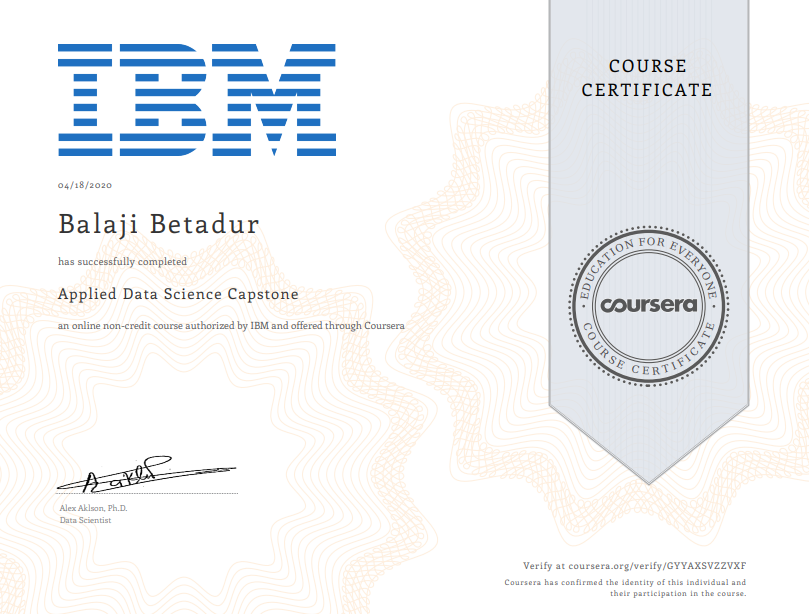 IBM
04/18/2020
Balaji Betadur
has successfully completed
Applied Data Science Capstone
an online non-credit course authorized by IBM and offered through Coursera
Alex Aklson, Ph.D.
Data Scientist
COURSE
CERTIFICATE
EDUCATION FOR EVERYONE
coursera
COURSE CERTIFICATE
Verify at coursera.org/verify/GYYAXSVZZVXF
Coursera has confirmed the identity of this individual and
their participation in the course.